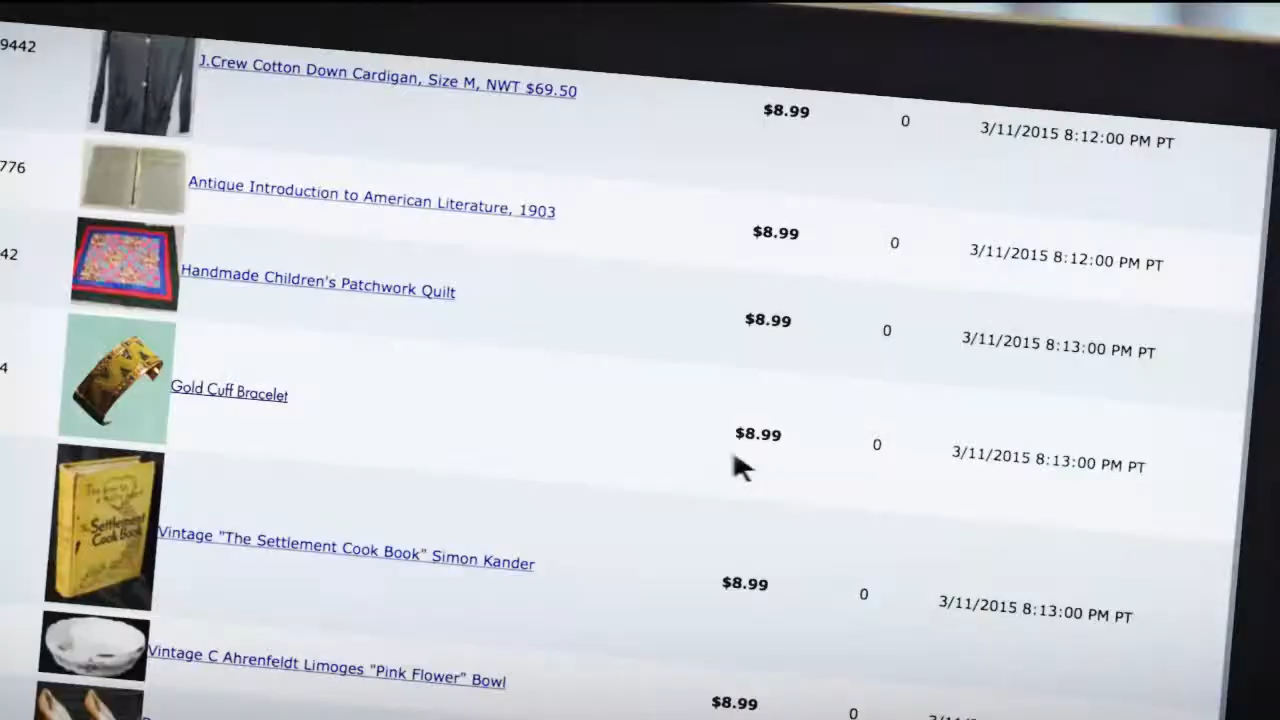 9442
J.Crew Cotton Down Cardigan, Size M, NWT $69.50
$8.99
0
3/11/2015 8:12:00 PM PT
776
Antique Introduction to American Literature, 1903
$8.99
0
3/11/2015 8:12:00 PM PT
42
Handmade Children's Patchwork Quilt
$8.99
0
3/11/2015 8:13:00 PM PT
4
Gold Cuff Bracelet
$8.99
0
3/11/2015 8:13:00 PM PT
The way to
Settlement
Cook Book
Vintage "The Settlement Cook Book" Simon Kander
$8.99
0
3/11/2015 8:13:00 PM PT
Vintage C Ahrenfeldt Limoges "Pink Flower" Bowl
$8.99
0